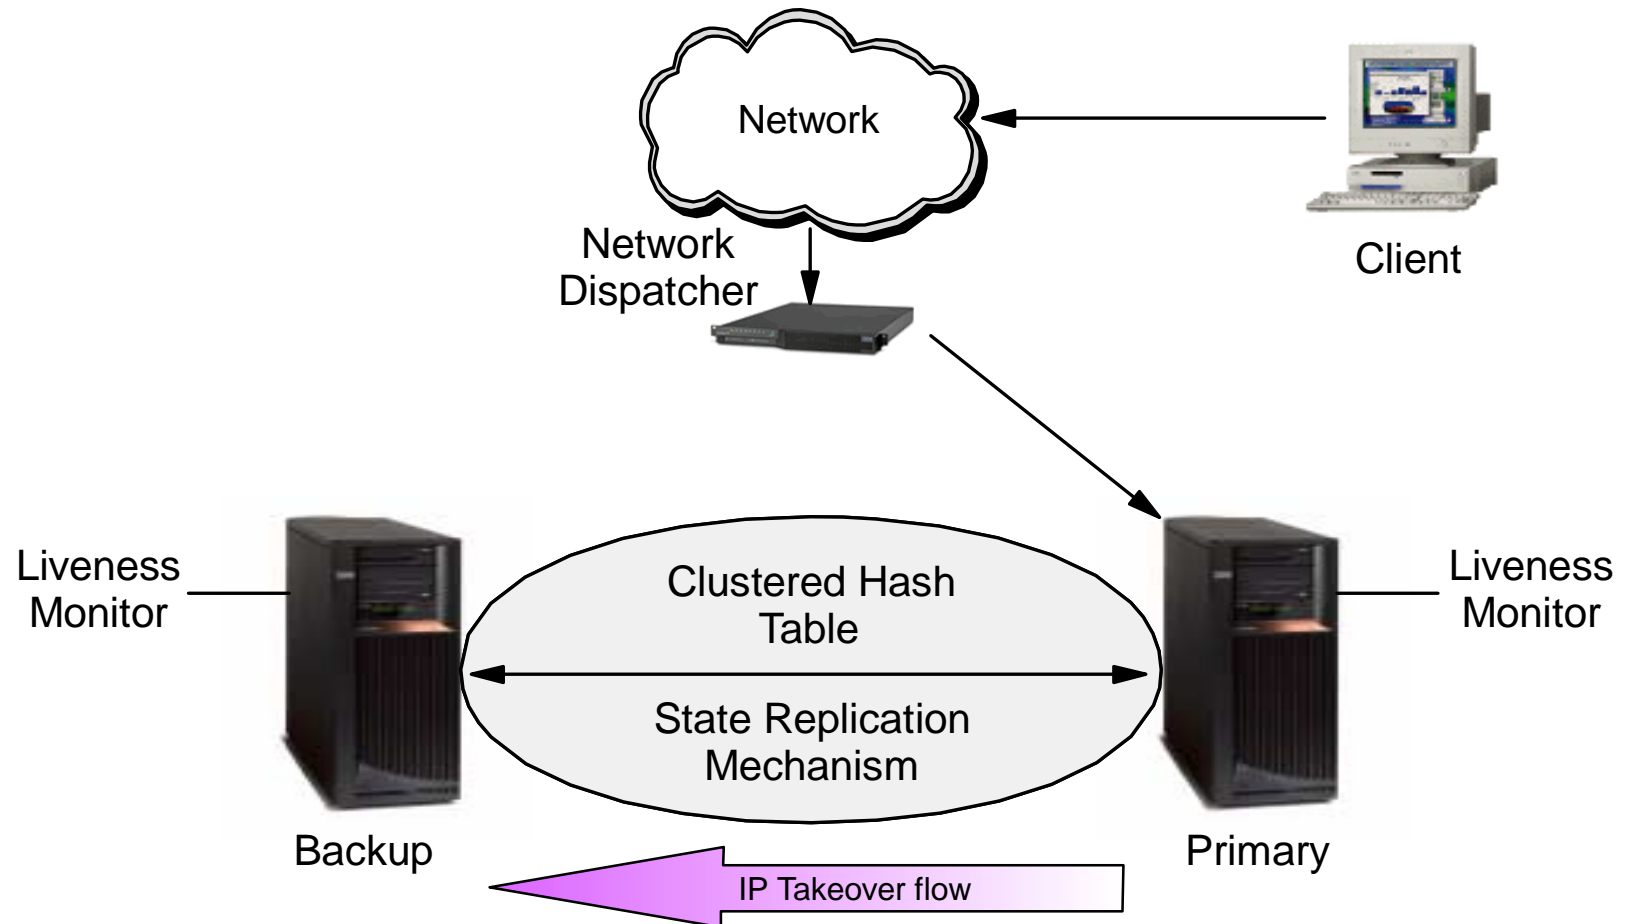 Network
Client
Network
Dispatcher
Liveness
Monitor
Clustered Hash
Table
State Replication
Mechanism
Liveness
Monitor
Backup
Primary
IP Takeover flow